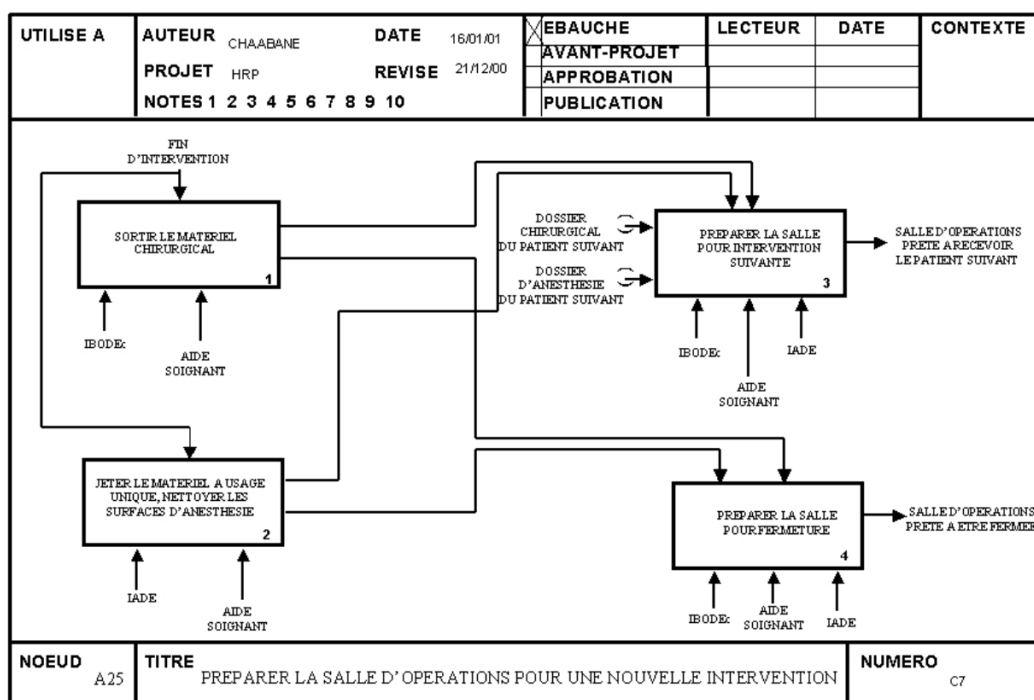 UTILISE A
AUTEUR CHAABANE DATE 16/01/01
PROJET HRP REVISE 21/12/00
NOTES 1 2 3 4 5 6 7 8 9 10
EBAUCHE
AVANT-PROJET
APPROBATION
PUBLICATION
LECTEUR
DATE
CONTEXTE
FIN
D'INTERVENTION
SORTIR LE MATERIEL
CHIRURGICAL
1
IBODEc
AIDE
SOIGNANT
DOSSIER
CHIRURGICAL
DU PATIENT SUIVANT
DOSSIER
D'ANESTHESIE
DU PATIENT SUIVANT
PREPARER LA SALLE
POUR INTERVENTION
SUIVANTE
3
SALLE D'OPERATIONS
PRETE A RECEVOIR
LE PATIENT SUIVANT
IBODEc
IADE
AIDE
SOIGNANT
JETER LE MATERIEL A USAGE
UNIQUE, NETTOYER LES
SURFACES D'ANESTHESIE
2
IADE
AIDE
SOIGNANT
PREPARER LA SALLE
POUR FERMETURE
4
SALLE D'OPERATIONS
PRETE A ETRE FERMEE
IBODEc
AIDE
SOIGNANT
IADE
NOEUD
A25
TITRE
PREPARER LA SALLE D'OPERATIONS POUR UNE NOUVELLE INTERVENTION
NUMERO
C7